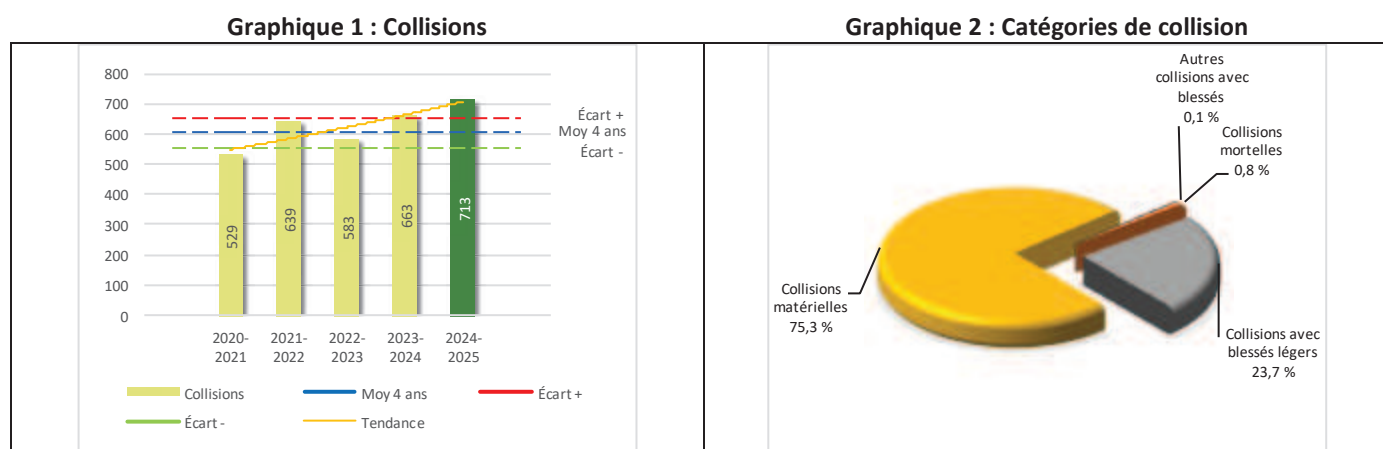 Graphique 1 : Collisions
800
700
600
500
400
300
200
100
0
529
639
583
663
713
Écart +
Moy 4 ans
Écart -
2020-
2021
2021-
2022
2022-
2023
2023-
2024
2024-
2025
Collisions
Moy 4 ans
Écart +
Écart -
Tendance
Graphique 2 : Catégories de collision
Autres
collisions avec
blessés
0,1 %
Collisions
mortelles
0,8 %
Collisions
matérielles
75,3 %
Collisions avec
blessés légers
23,7 %